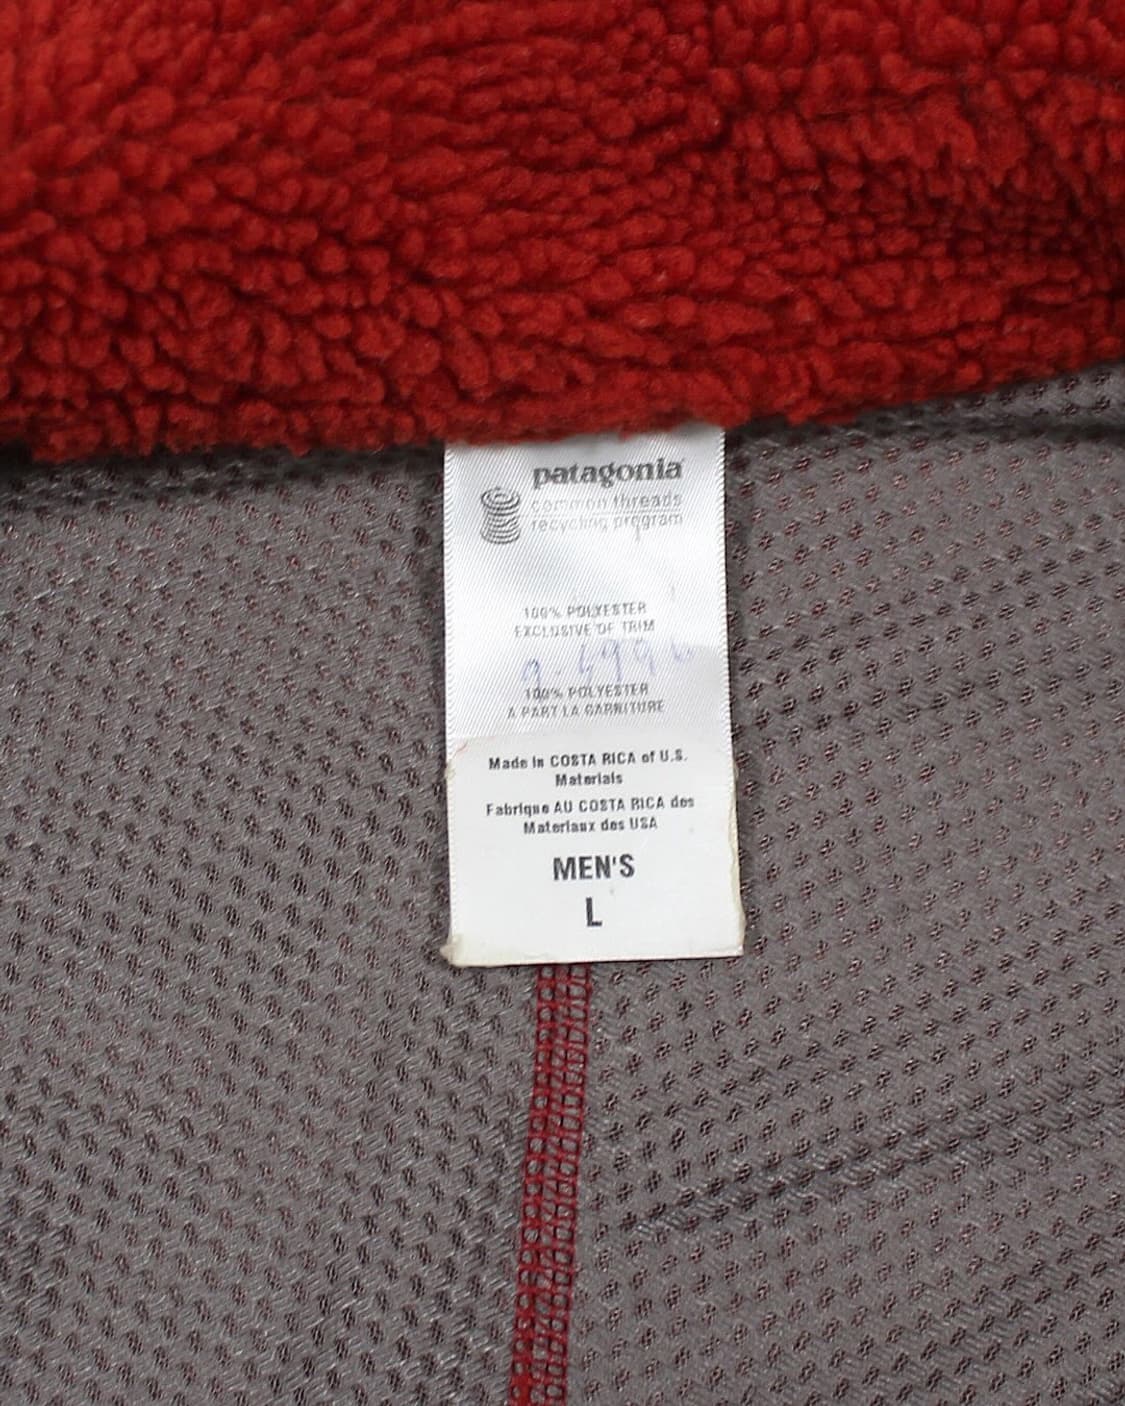 patagonia
common threads
recycling program
100% POLYESTER
EXCLUSIVE OF TRIM
100% POLYESTER
A PART LA GARNITURE
Made in COSTA RICA of U.S.
Materials
Fabrique AU COSTA RICA des
Materiaux des USA
MEN'S
L